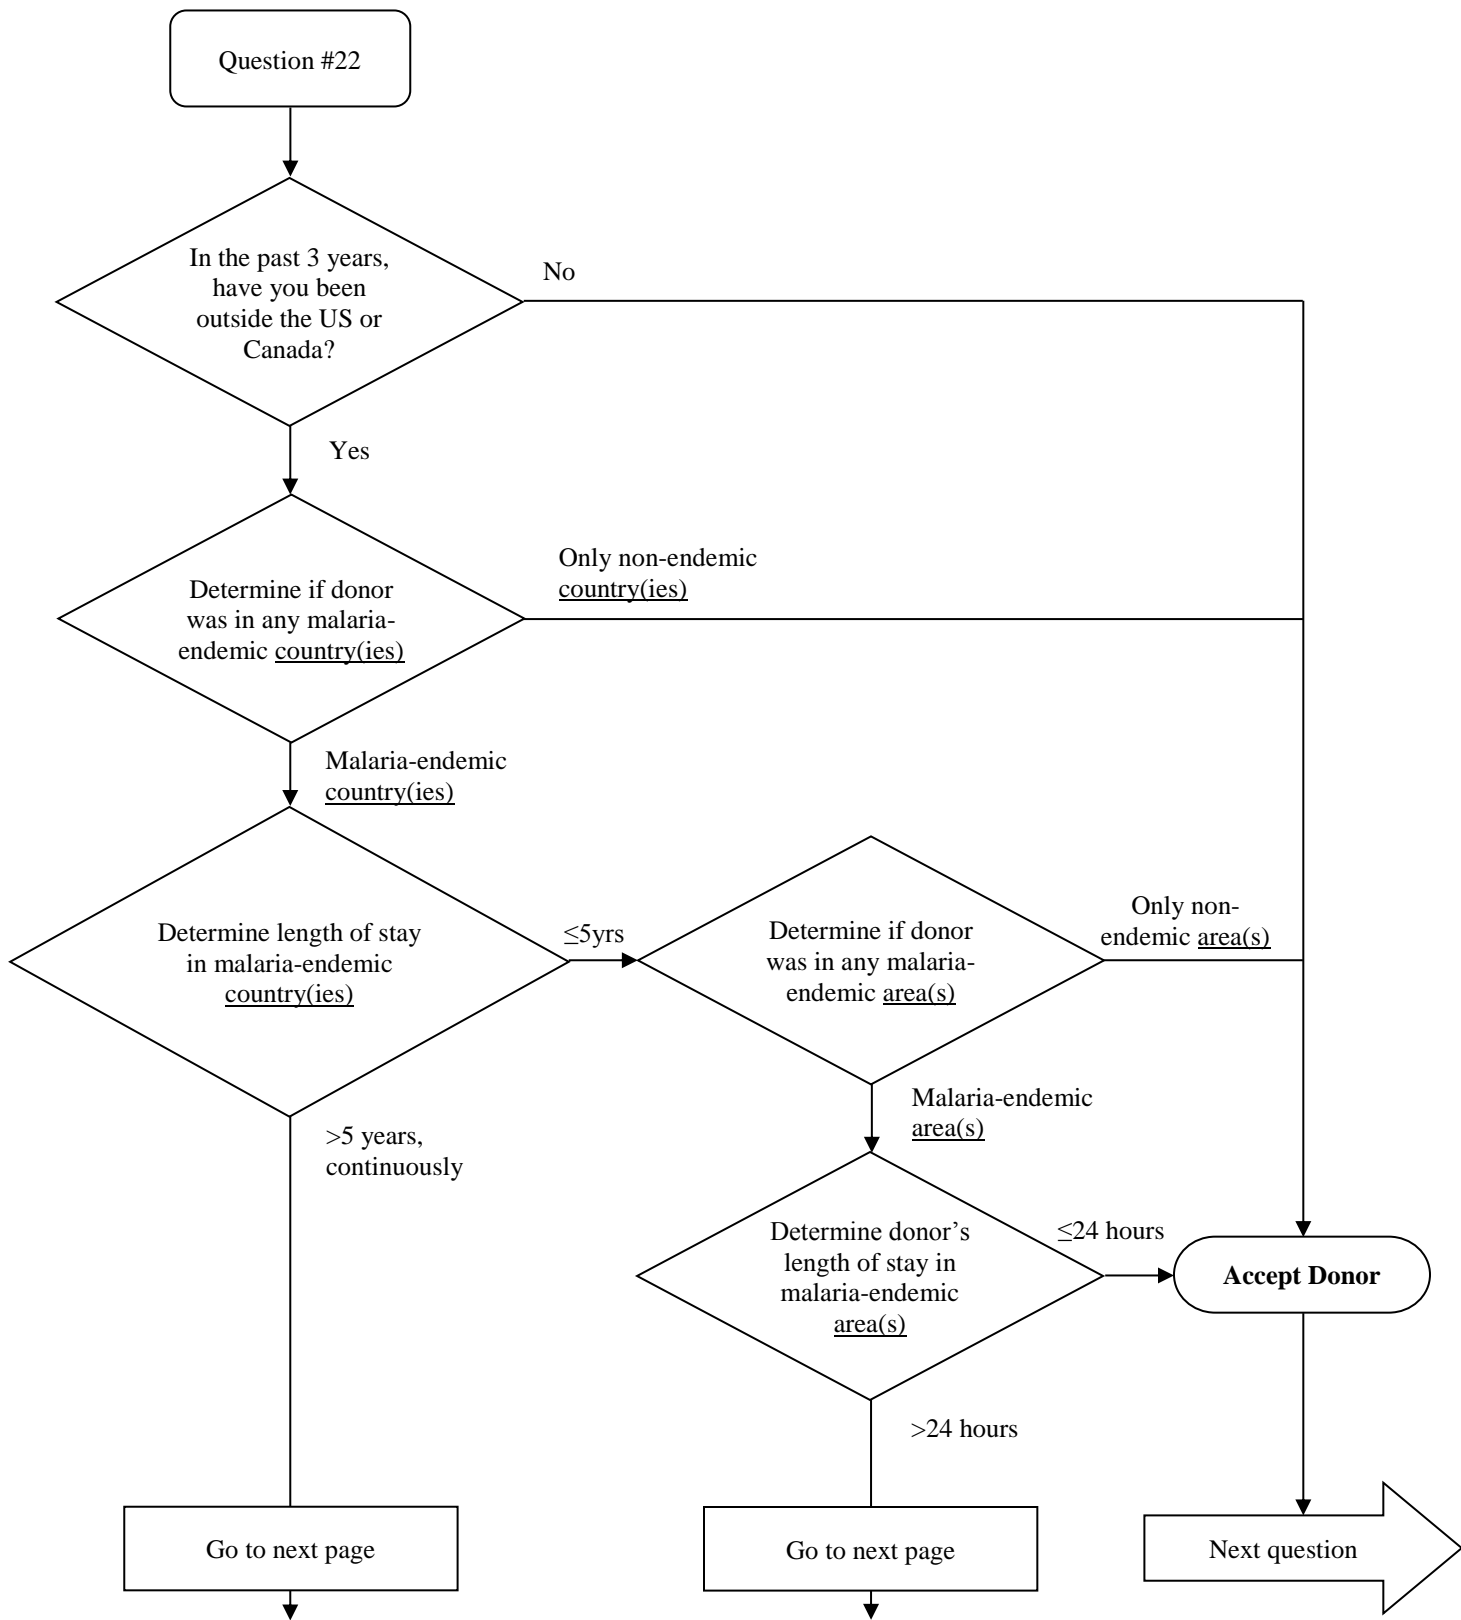 Question #22
In the past 3 years,
have you been
outside the US or
Canada?
No
Yes
Determine if donor
was in any malaria-
endemic country(ies)
Only non-endemic
country(ies)
Malaria-endemic
country(ies)
Determine length of stay
in malaria-endemic
country(ies)
≤5yrs
Determine if donor
was in any malaria-
endemic area(s)
Only non-
endemic area(s)
>5 years,
continuously
Malaria-endemic
area(s)
Determine donor's
length of stay in
malaria-endemic
area(s)
≤24 hours
Accept Donor
>24 hours
Go to next page
Go to next page
Next question